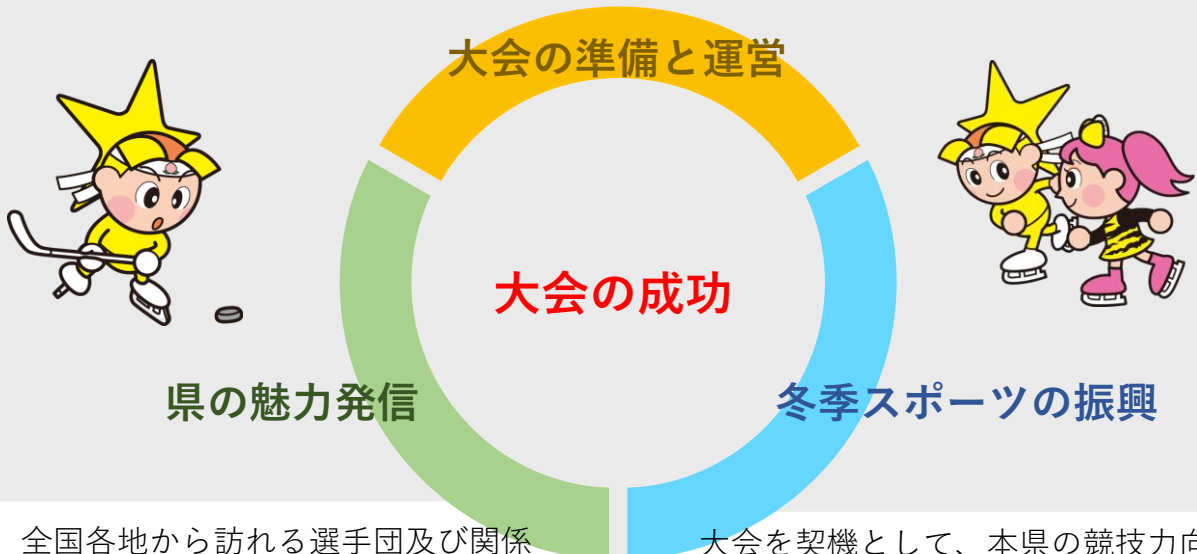 大会の準備と運営
大会の成功
県の魅力発信
冬季スポーツの振興
全国各地から訪れる選手団及び関係
大会を契機として、本県の競技力向